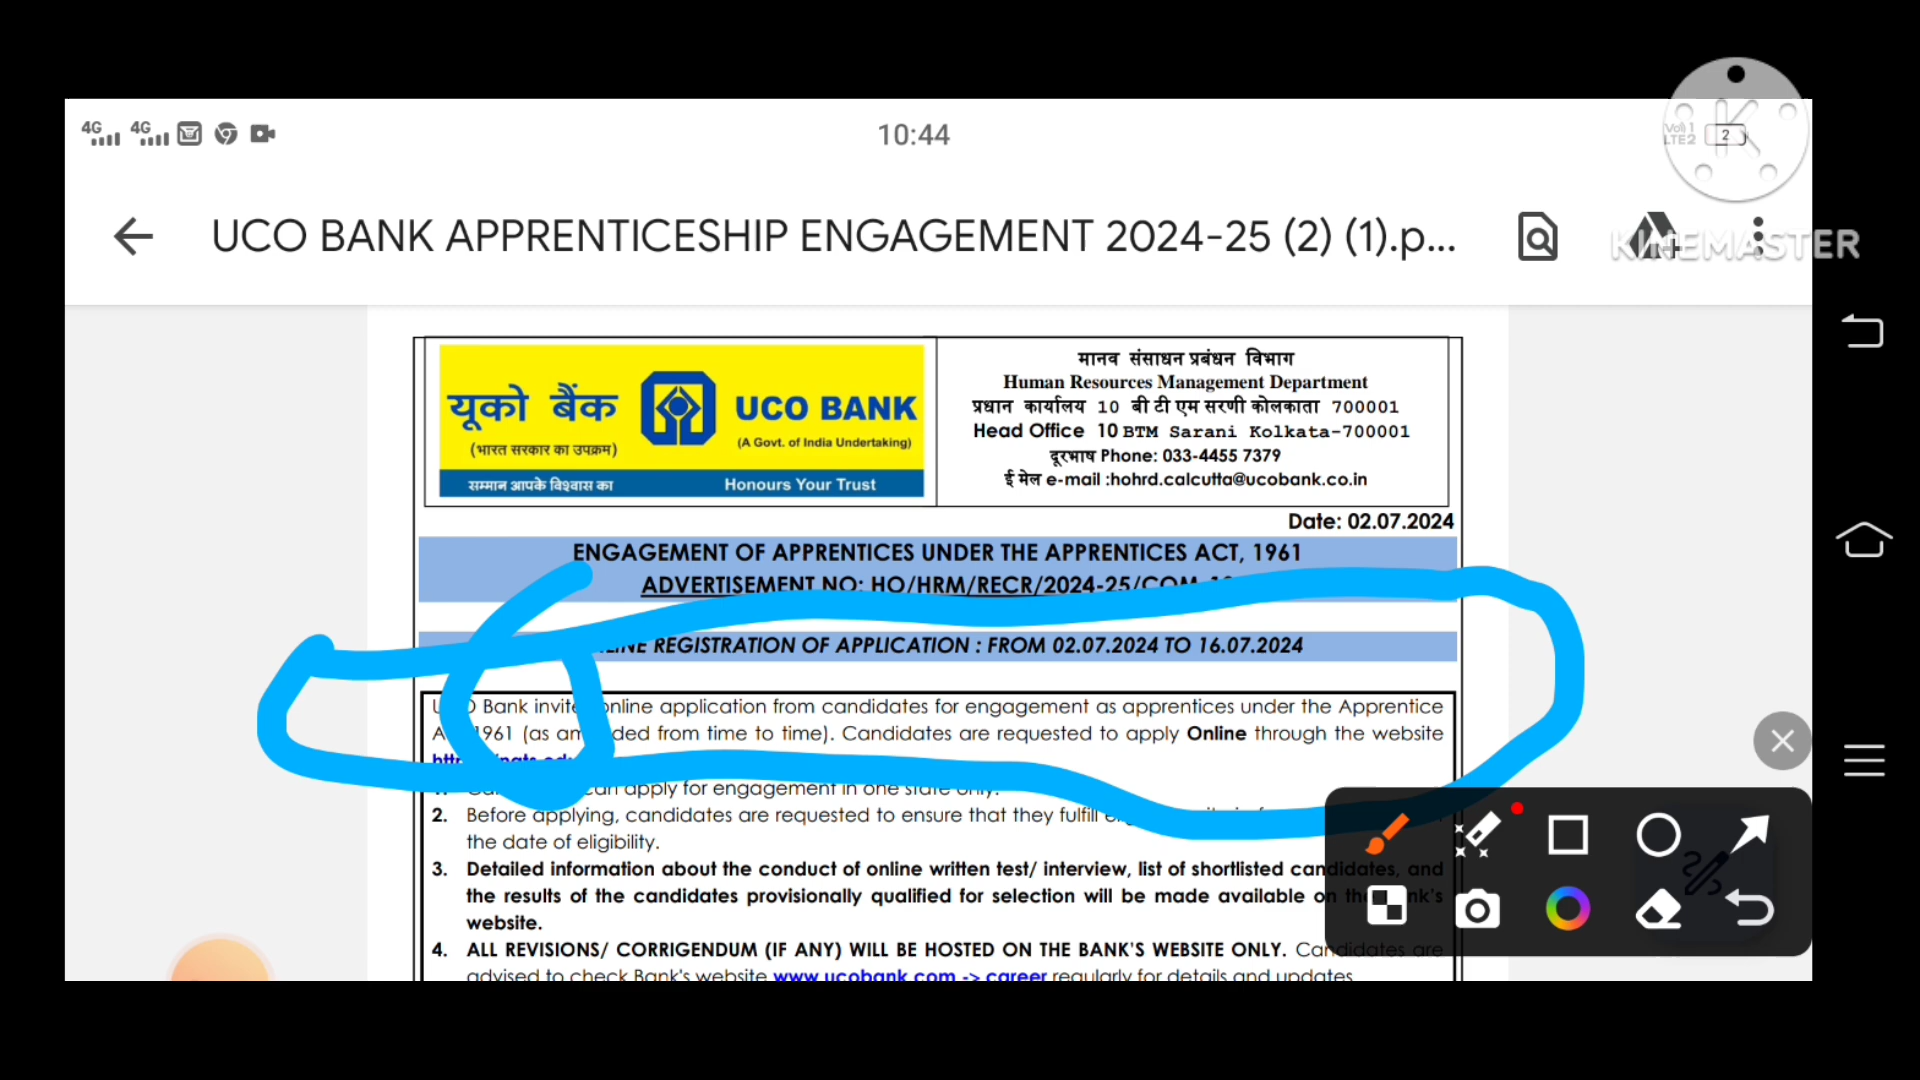 4G 4G 10:44 Vo)) 1 LTE2 2
UCO BANK APPRENTICESHIP ENGAGEMENT 2024-25 (2) (1).p...
KINEMASTER
यूको बैंक UCO BANK
(भारत सरकार का उपक्रम) (A Govt. of India Undertaking)
सम्मान आपके विश्वास का Honours Your Trust
मानव संसाधन प्रबंधन विभाग
Human Resources Management Department
प्रधान कार्यालय 10 बी टी एम सरणी कोलकाता 700001
Head Office 10 BTM Sarani Kolkata-700001
दूरभाष Phone: 033-4455 7379
ई मेल e-mail :hohrd.calcutta@ucobank.co.in
Date: 02.07.2024
ENGAGEMENT OF APPRENTICES UNDER THE APPRENTICES ACT, 1961
ADVERTISEMENT NO: HO/HRM/RECR/2024-25/COM-
REGISTRATION OF APPLICATION : FROM 02.07.2024 TO 16.07.2024
Bank invites online application from candidates for engagement as apprentices under the Apprentice
1961 (as amended from time to time). Candidates are requested to apply Online through the website
can apply for engagement in one state only.
2. Before applying, candidates are requested to ensure that they fulfill
the date of eligibility.
3. Detailed information about the conduct of online written test/ interview, list of shortlisted candidates, and
the results of the candidates provisionally qualified for selection will be made available on the Bank's
website.
4. ALL REVISIONS/ CORRIGENDUM (IF ANY) WILL BE HOSTED ON THE BANK'S WEBSITE ONLY. Candidates are
advised to check Bank's website www.ucobank.com -> career regularly for details and updates.